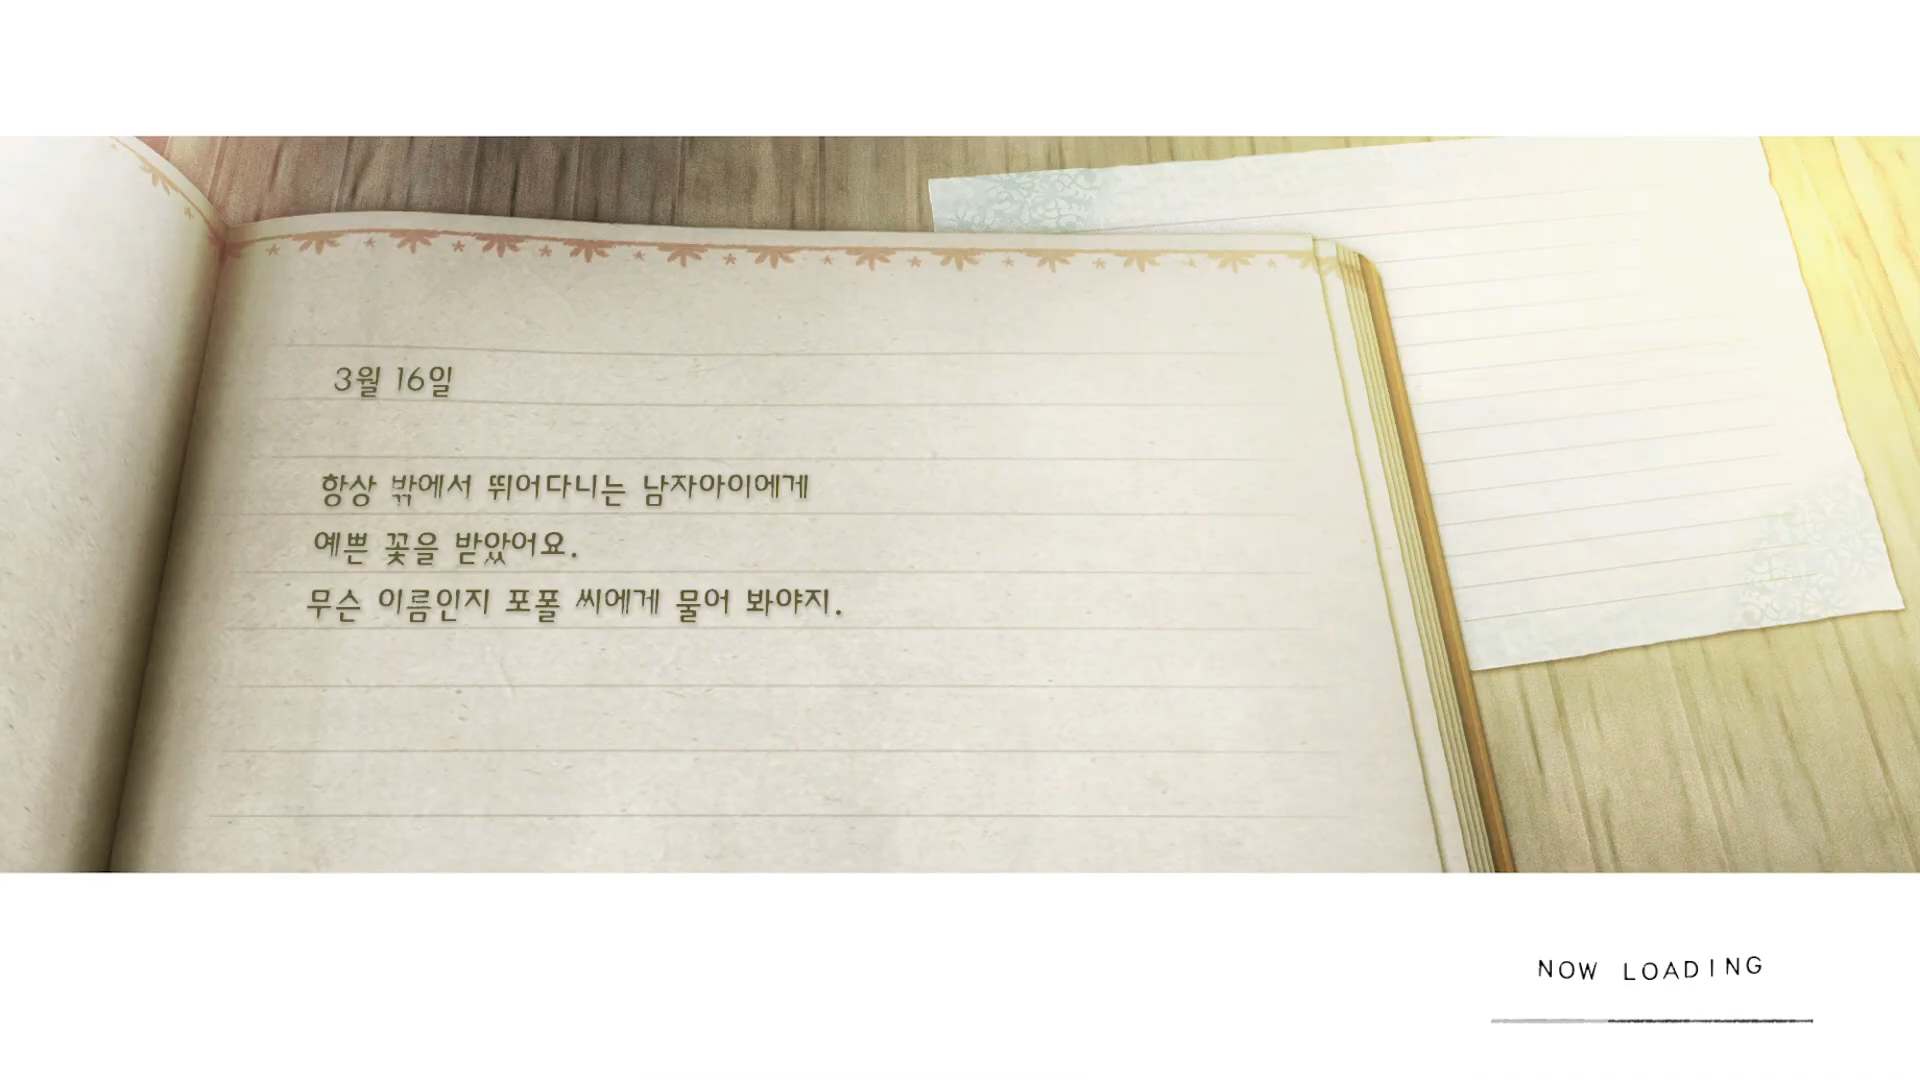 3월 16일
항상 밖에서 뛰어다니는 남자아이에게
예쁜 꽃을 받았어요.
무슨 이름인지 포폴 씨에게 물어 봐야지.
NOW LOADING